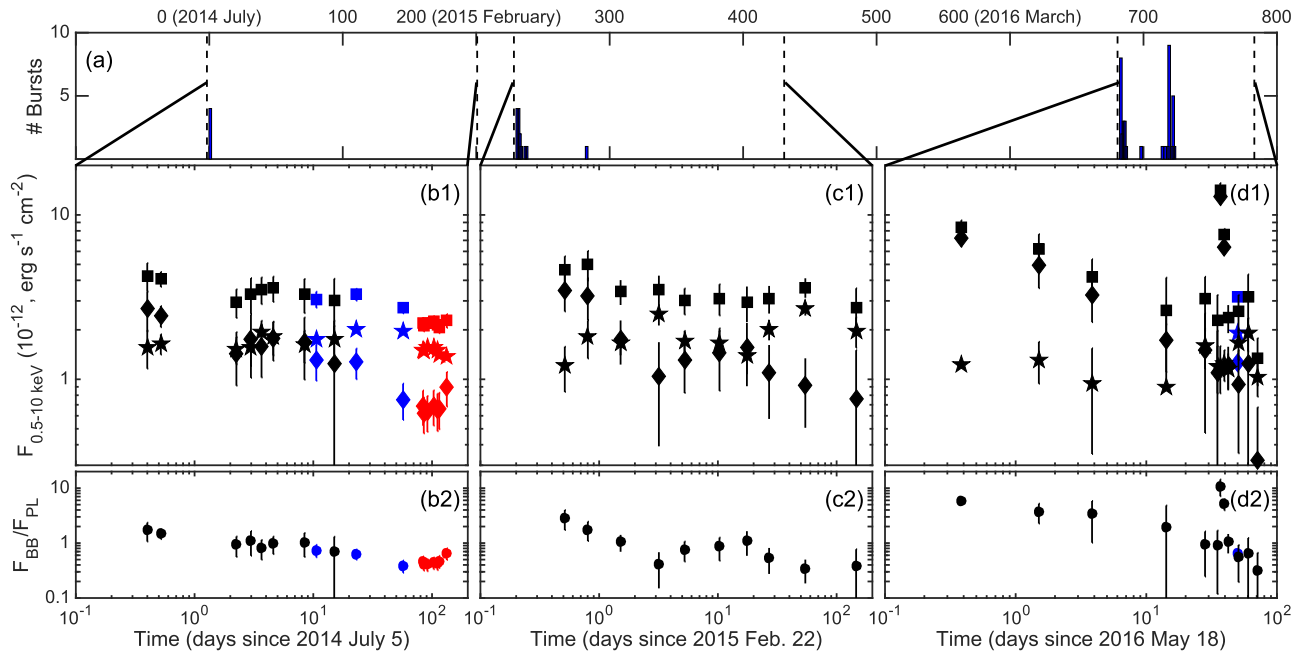 0 (2014 July) 100 200 (2015 February) 300 400 500 600 (2016 March) 700 800
10
5
# Bursts
(a)
(b1) (c1) (d1)
10
1
F0.5-10 keV (10-12, erg s-1 cm-2)
(b2) (c2) (d2)
10
1
0.1
FBB/FPL
10-1 100 101 102 10-1 100 101 102 10-1 100 101 102
Time (days since 2014 July 5) Time (days since 2015 Feb. 22) Time (days since 2016 May 18)